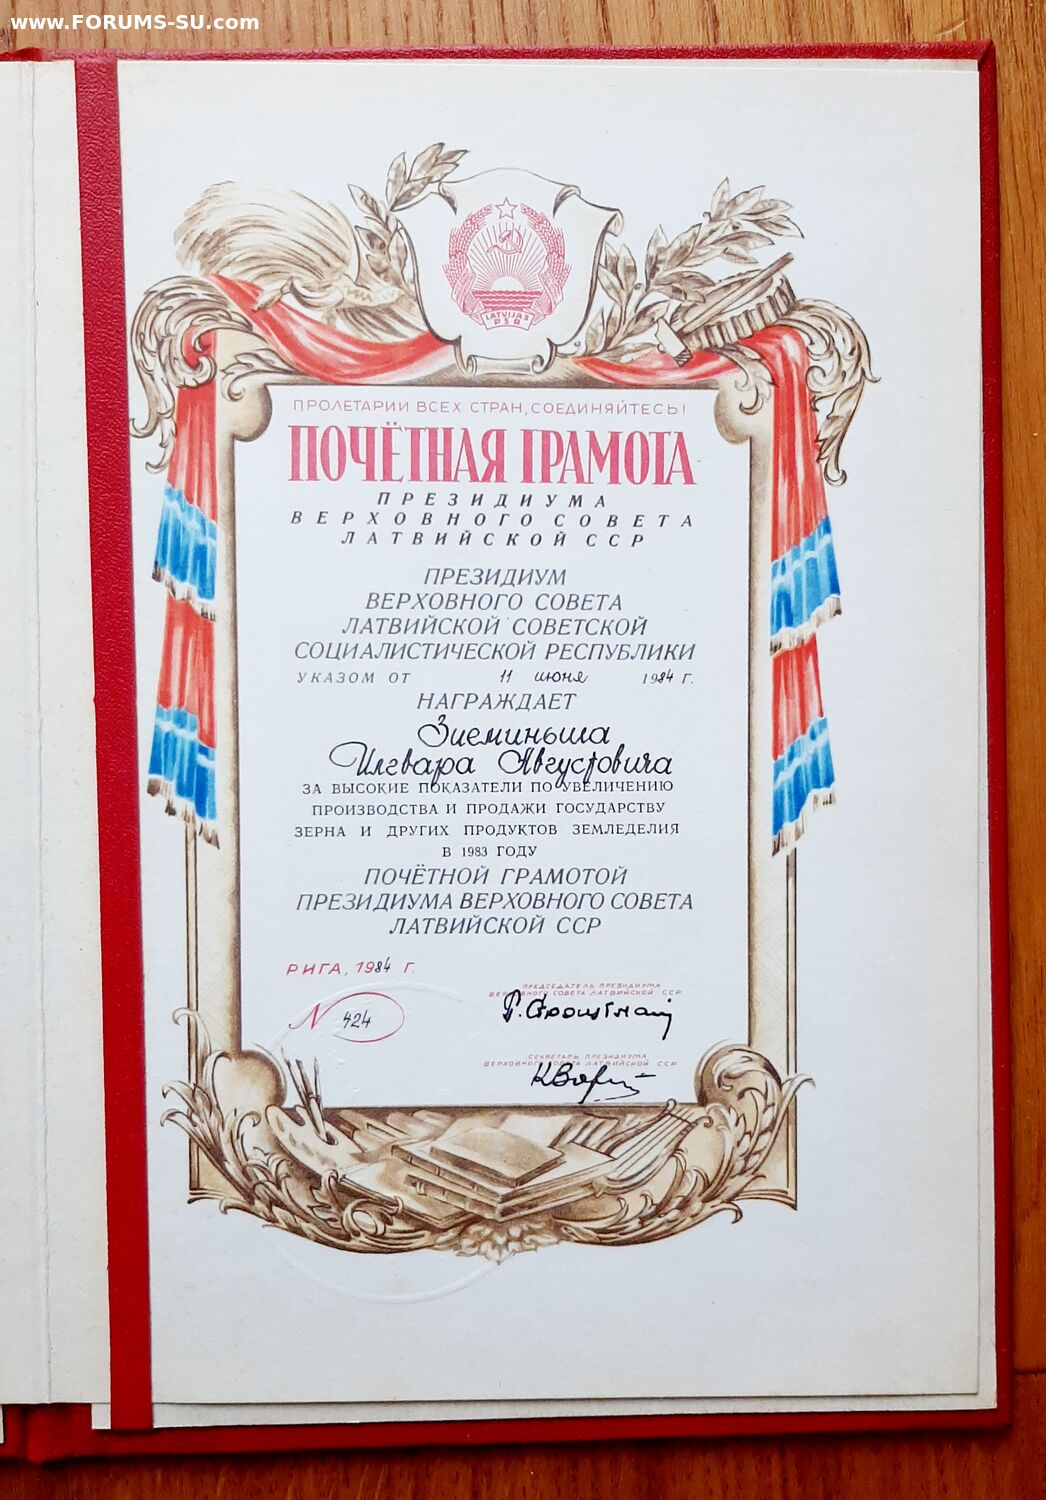 www.FORUMS-SU.com
LATVIJAS
PSR
ПРОЛЕТАРИИ ВСЕХ СТРАН, СОЕДИНЯЙТЕСЬ!
ПОЧЁТНАЯ ГРАМОТА
ПРЕЗИДИУМА
ВЕРХОВНОГО СОВЕТА
ЛАТВИЙСКОЙ ССР
ПРЕЗИДИУМ
ВЕРХОВНОГО СОВЕТА
ЛАТВИЙСКОЙ СОВЕТСКОЙ
СОЦИАЛИСТИЧЕСКОЙ РЕСПУБЛИКИ
УКАЗОМ ОТ 11 июня 1984 г.
НАГРАЖДАЕТ
Зиеминьша
Илгвара Августовича
ЗА ВЫСОКИЕ ПОКАЗАТЕЛИ ПО УВЕЛИЧЕНИЮ
ПРОИЗВОДСТВА И ПРОДАЖИ ГОСУДАРСТВУ
ЗЕРНА И ДРУГИХ ПРОДУКТОВ ЗЕМЛЕДЕЛИЯ
В 1983 ГОДУ
ПОЧЁТНОЙ ГРАМОТОЙ
ПРЕЗИДИУМА ВЕРХОВНОГО СОВЕТА
ЛАТВИЙСКОЙ ССР
РИГА, 1984 Г.
N 424
ПРЕДСЕДАТЕЛЬ ПРЕЗИДИУМА
ВЕРХОВНОГО СОВЕТА ЛАТВИЙСКОЙ ССР
СЕКРЕТАРЬ ПРЕЗИДИУМА
ВЕРХОВНОГО СОВЕТА ЛАТВИЙСКОЙ ССР